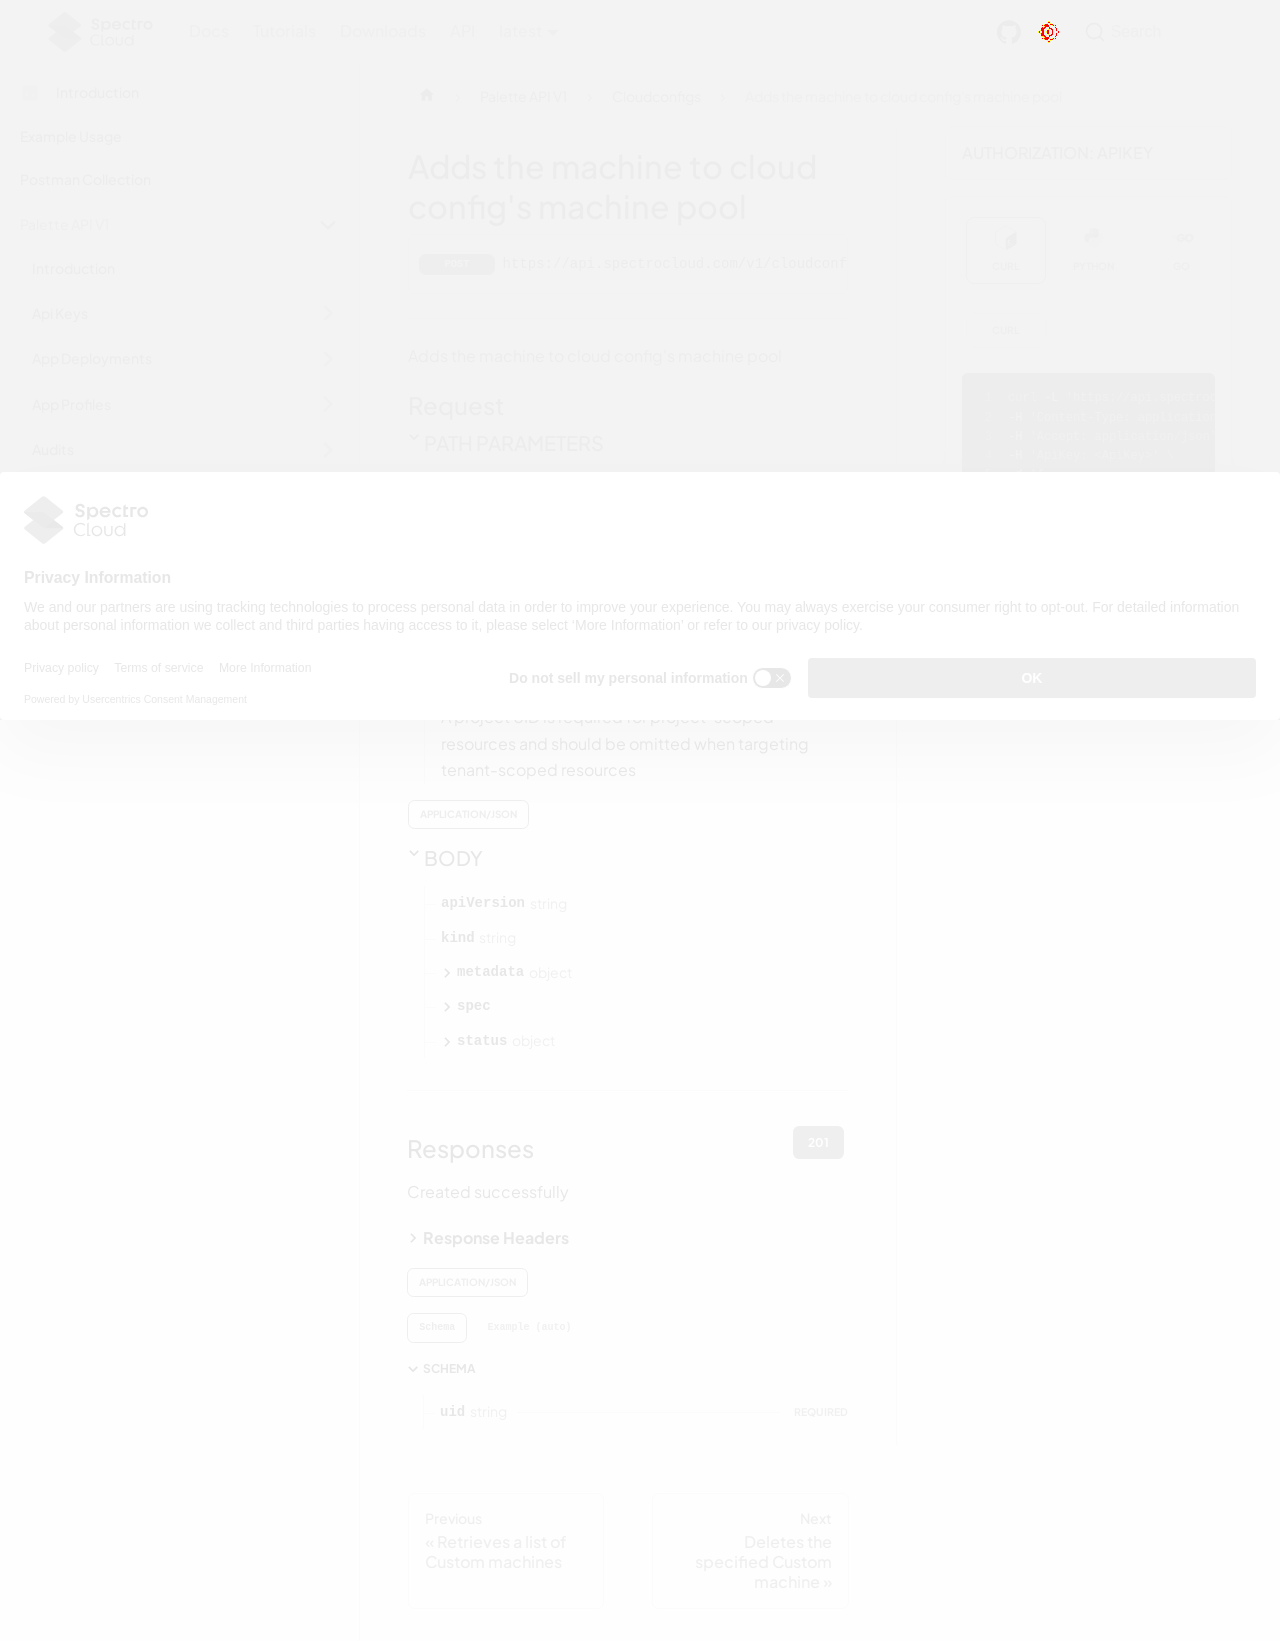 Spectro
Cloud
Docs Tutorials Downloads API latest
Search
Introduction
Palette API V1
Cloudconfigs
Adds the machine to cloud config's machine pool
Example Usage
Postman Collection
Palette API V1
Introduction
Api Keys
App Deployments
App Profiles
Audits
Adds the machine to cloud
config's machine pool
POST https://api.spectrocloud.com/v1/cloudconf
Adds the machine to cloud config's machine pool
Request
PATH PARAMETERS
AUTHORIZATION: APIKEY
CURL PYTHON GO
CURL
Spectro
Cloud
Privacy Information
We and our partners are using tracking technologies to process personal data in order to improve your experience. You may always exercise your consumer right to opt-out. For detailed information
about personal information we collect and third parties having access to it, please select 'More Information' or refer to our privacy policy.
Privacy policy Terms of service More Information
Do not sell my personal information
OK
Powered by Usercentrics Consent Management
resources and should be omitted when targeting
tenant-scoped resources
APPLICATION/JSON
BODY
apiVersion string
kind string
metadata object
spec
status object
Responses
201
Created successfully
Response Headers
APPLICATION/JSON
Schema Example (auto)
SCHEMA
uid string REQUIRED
Previous
« Retrieves a list of
Custom machines
Next
Deletes the
specified Custom
machine »